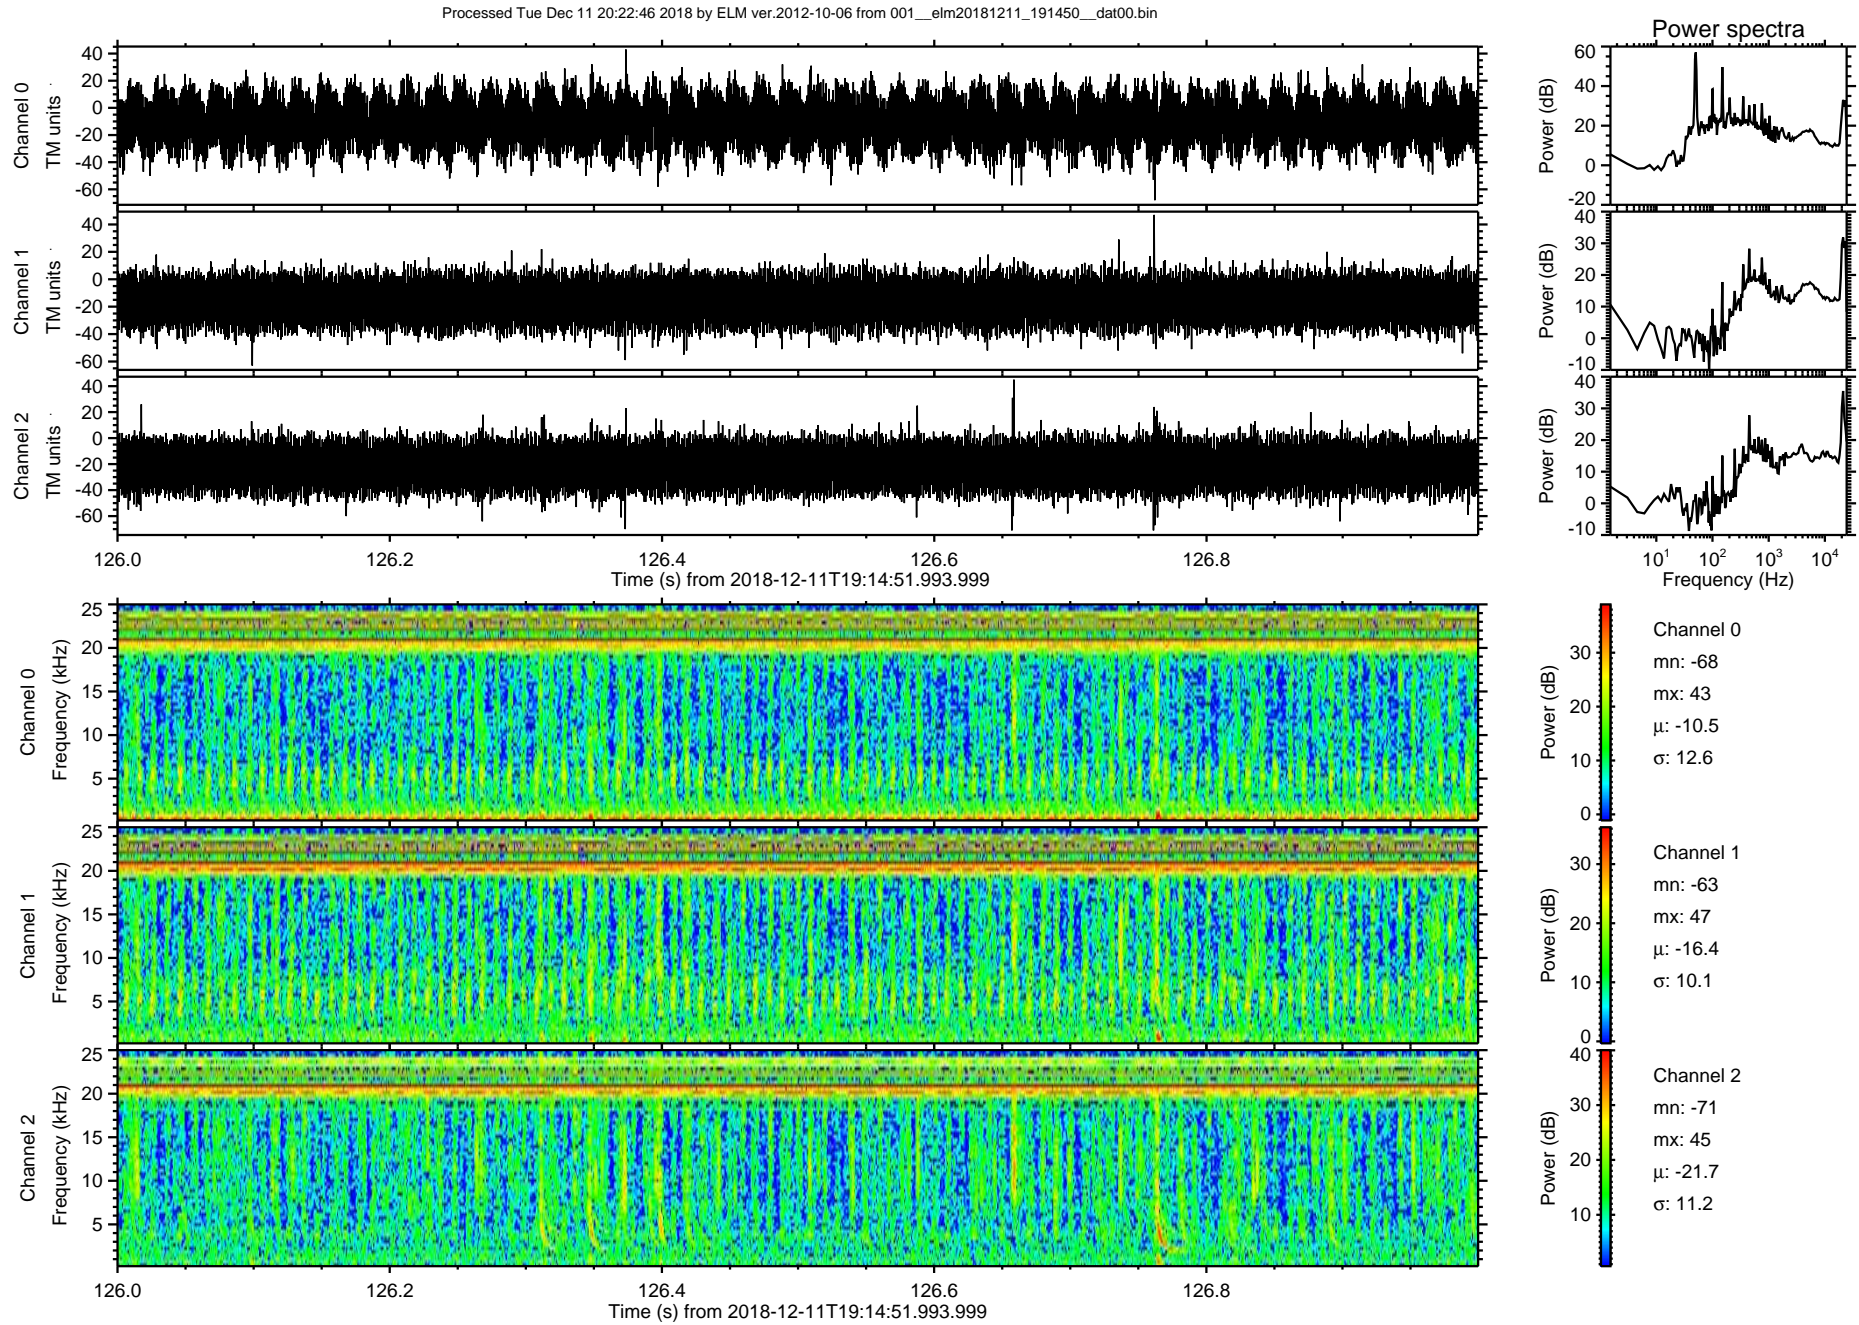 Processed Tue Dec 11 20:22:46 2018 by ELM ver.2012-10-06 from 001__elm20181211_191450__dat00.bin
Power spectra
Channel 0
TM units
40
20
0
-20
-40
-60
Power (dB)
60
40
20
0
-20
Channel 1
TM units
40
20
0
-20
-40
-60
Power (dB)
40
30
20
10
0
-10
Channel 2
TM units
40
20
0
-20
-40
-60
Power (dB)
40
30
20
10
0
-10
126.0 126.2 126.4 126.6 126.8
Time (s) from 2018-12-11T19:14:51.993.999
10¹ 10² 10³ 10⁴
Frequency (Hz)
Channel 0
Frequency (kHz)
25
20
15
10
5
Power (dB)
30
20
10
0
Channel 0
mn: -68
mx: 43
μ: -10.5
σ: 12.6
Channel 1
Frequency (kHz)
25
20
15
10
5
Power (dB)
30
20
10
0
Channel 1
mn: -63
mx: 47
μ: -16.4
σ: 10.1
Channel 2
Frequency (kHz)
25
20
15
10
5
Power (dB)
40
30
20
10
Channel 2
mn: -71
mx: 45
μ: -21.7
σ: 11.2
126.0 126.2 126.4 126.6 126.8
Time (s) from 2018-12-11T19:14:51.993.999